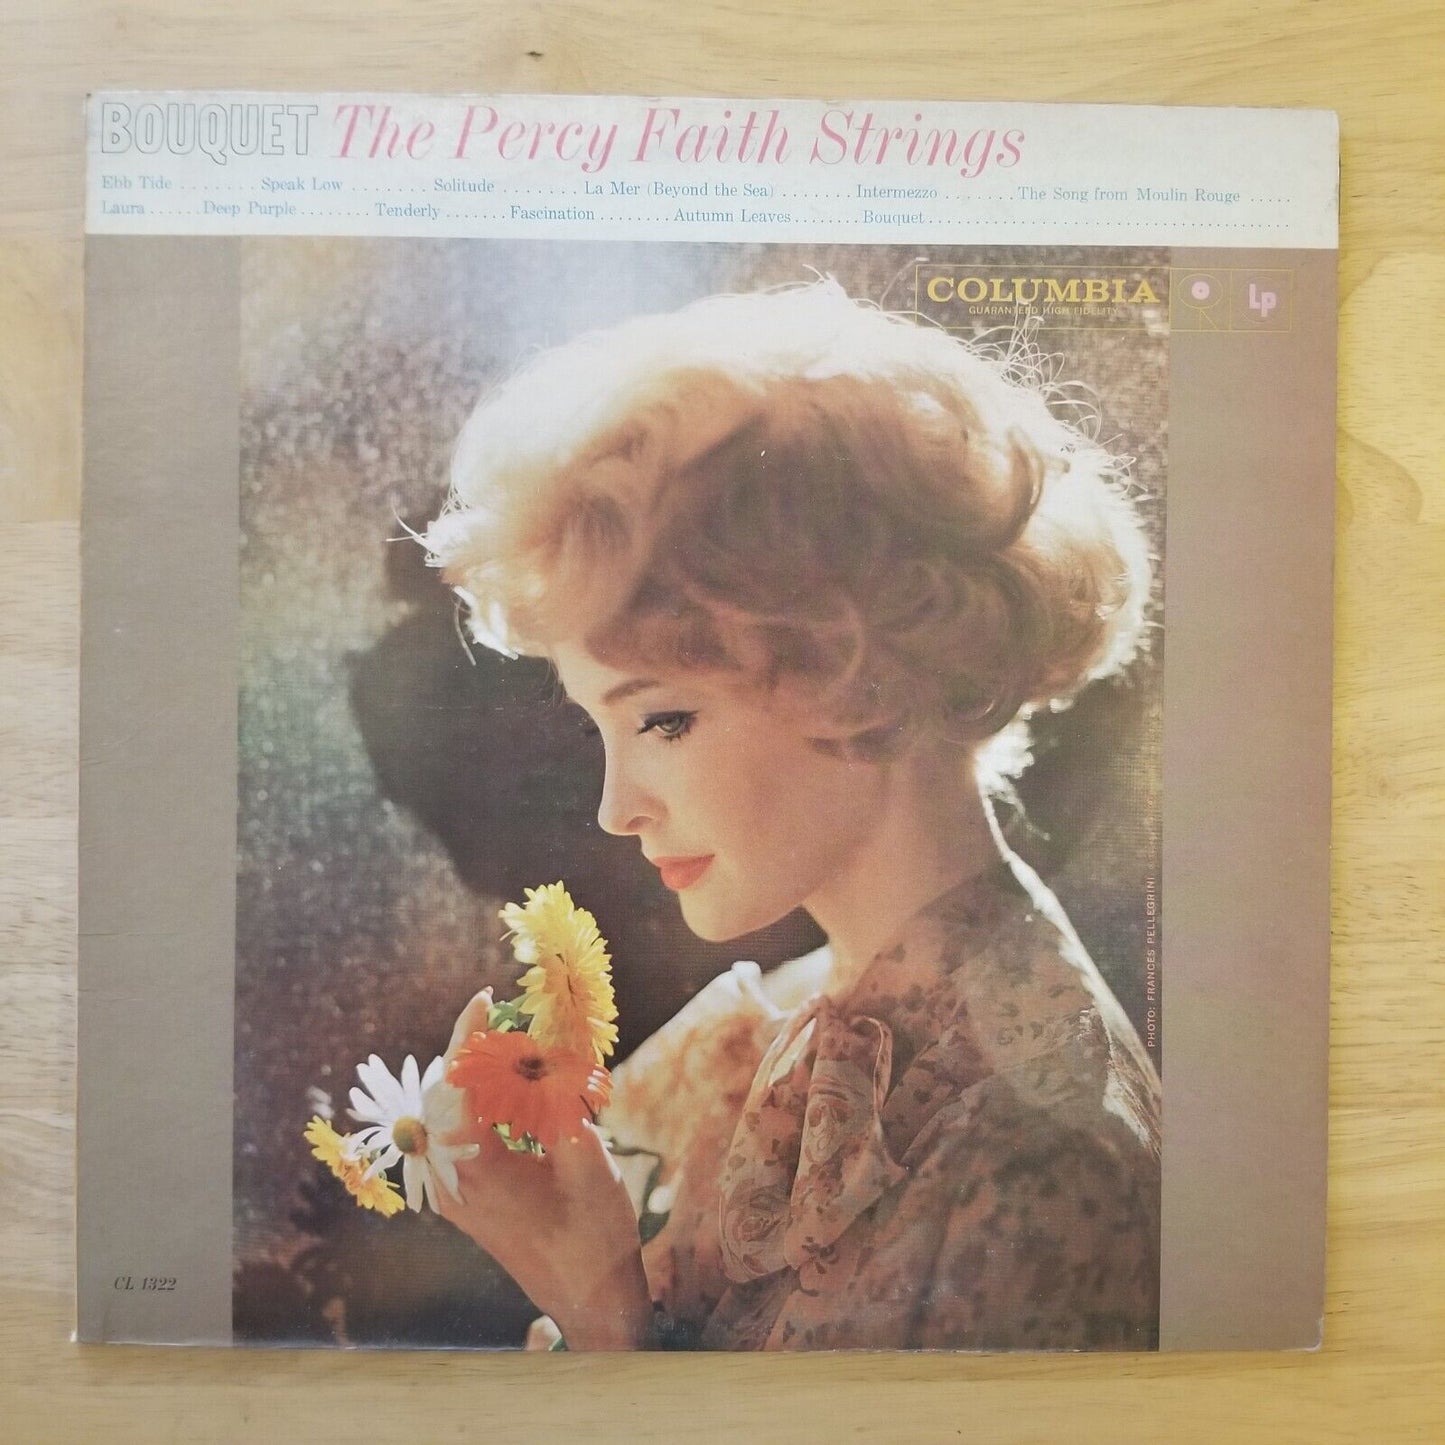 BOUQUET The Percy Faith Strings
Ebb Tide ....... Speak Low ....... Solitude ....... La Mer (Beyond the Sea) ....... Intermezzo ....... The Song from Moulin Rouge .....
Laura ...... Deep Purple ........ Tenderly ....... Fascination ........ Autumn Leaves ........ Bouquet ........................................
COLUMBIA
GUARANTEED HIGH FIDELITY
Lp
PHOTO: FRANCES PELLEGRINI
CL 1322